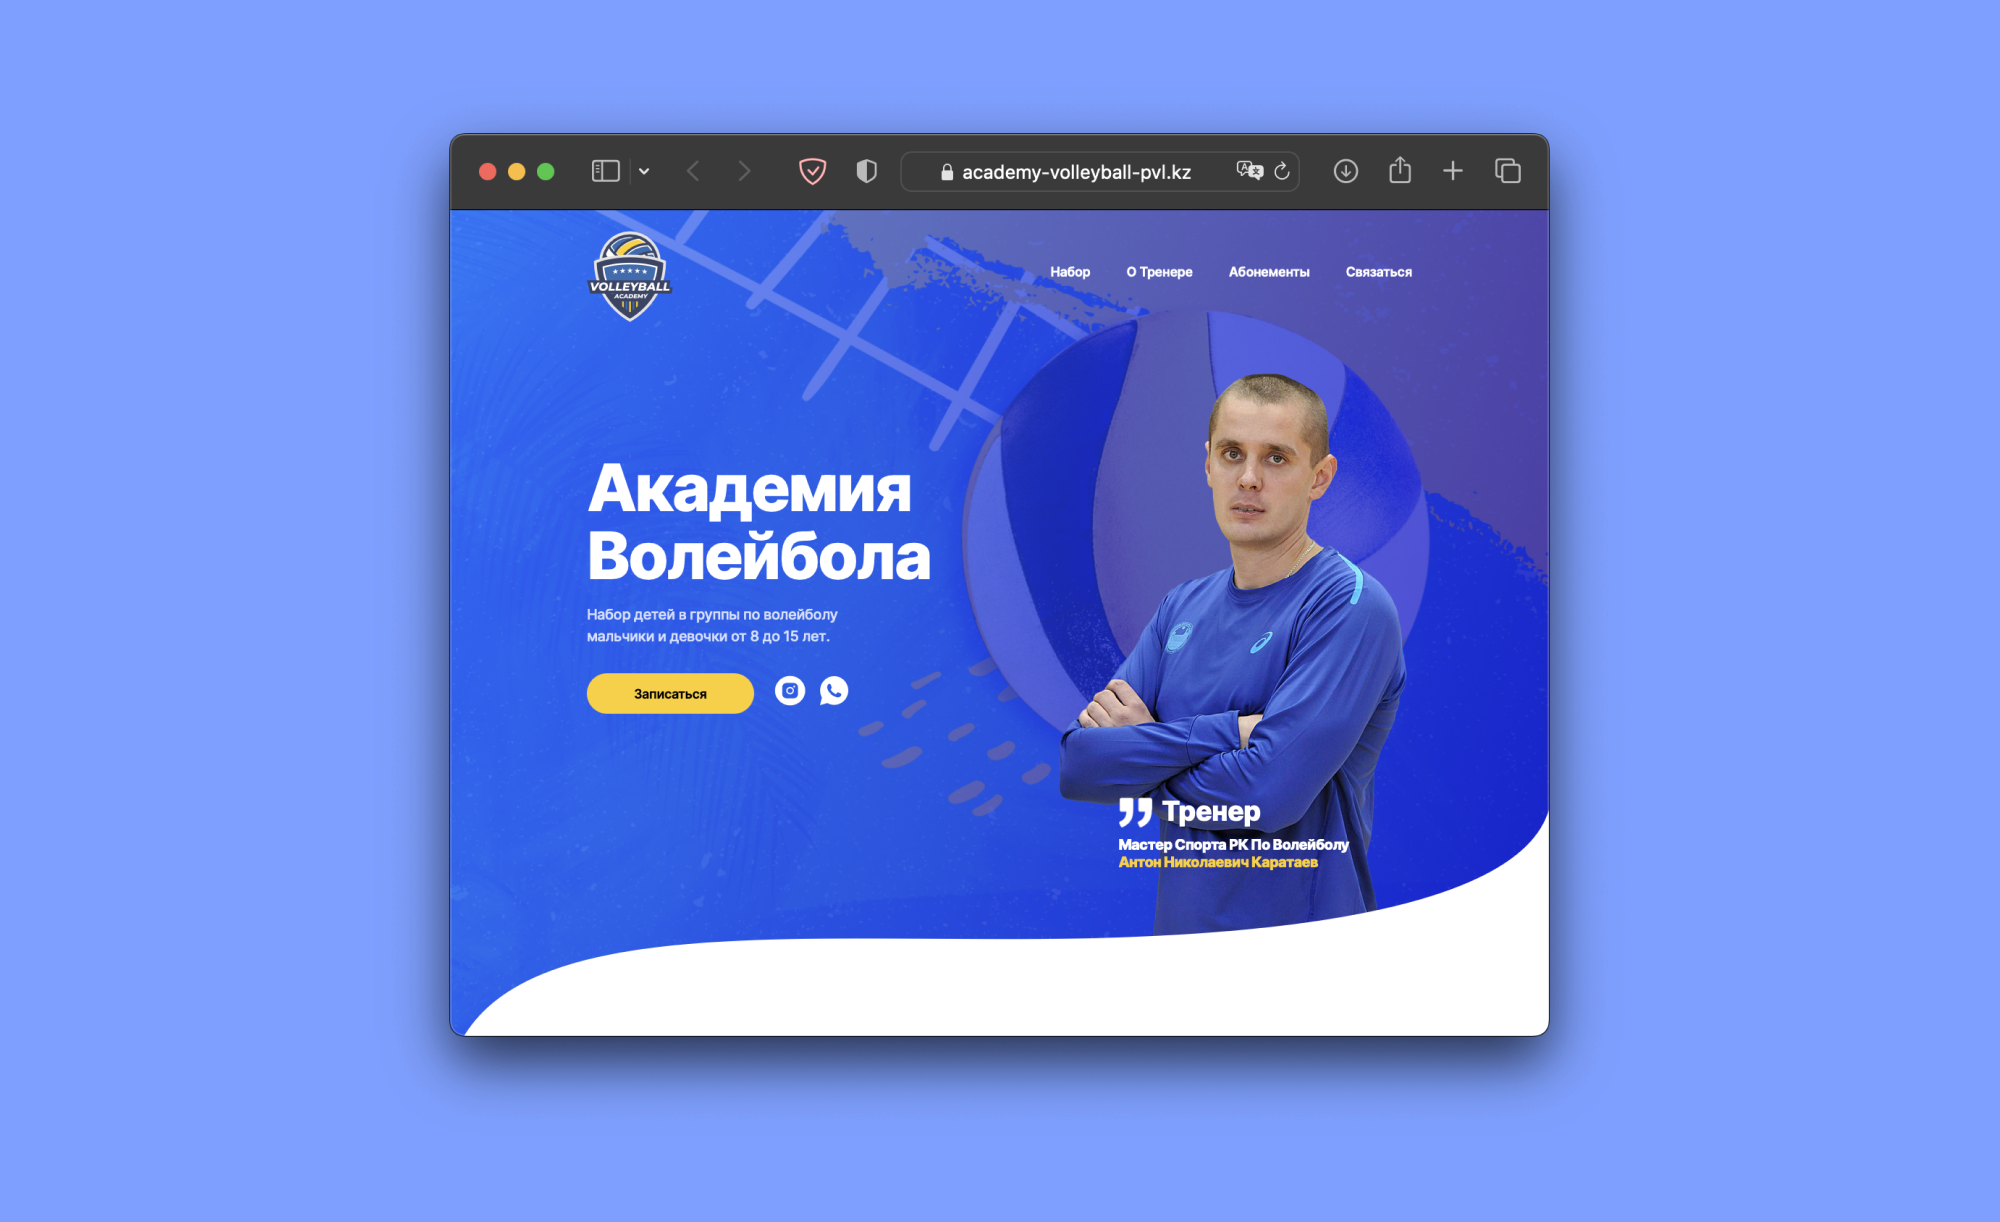 academy-volleyball-pvl.kz
VOLLEYBALL
ACADEMY
Набор О Тренере Абонементы Связаться
Академия
Волейбола
Набор детей в группы по волейболу
мальчики и девочки от 8 до 15 лет.
Записаться
Тренер
Мастер Спорта РК По Волейболу
Антон Николаевич Каратаев